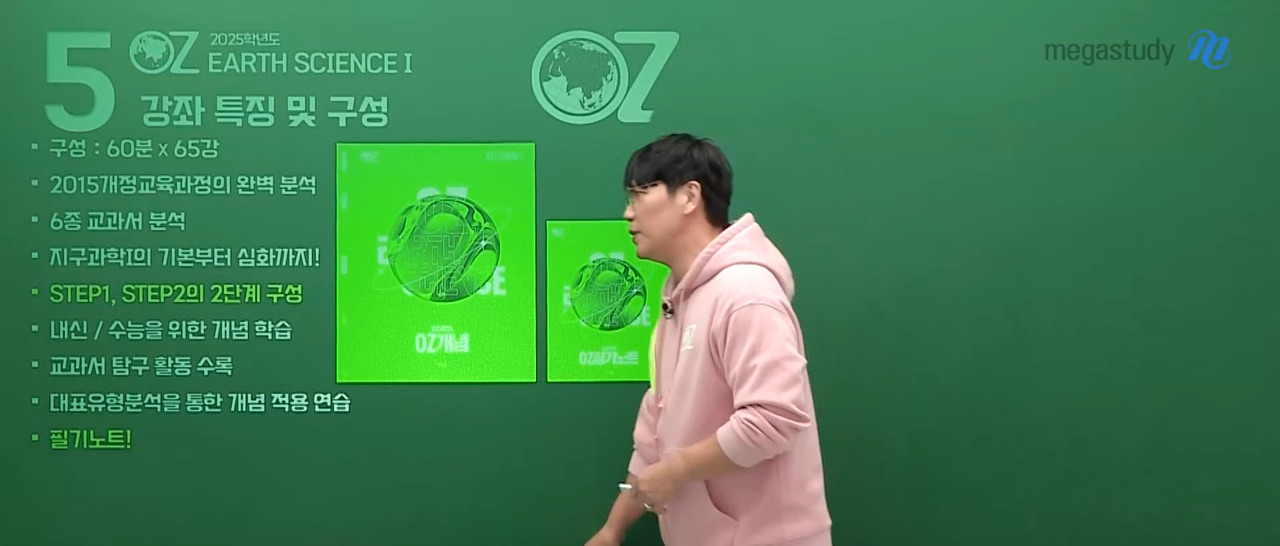 5
OZ
2025학년도
EARTH SCIENCE I
강좌 특징 및 구성
OZ
megastudy
구성 : 60분 x 65강
2015개정교육과정의 완벽 분석
6종 교과서 분석
지구과학I의 기본부터 심화까지!
STEP1, STEP2의 2단계 구성
내신 / 수능을 위한 개념 학습
교과서 탐구 활동 수록
대표유형분석을 통한 개념 적용 연습
필기노트!
OZ
OZ개념
OZ필기노트
OZ